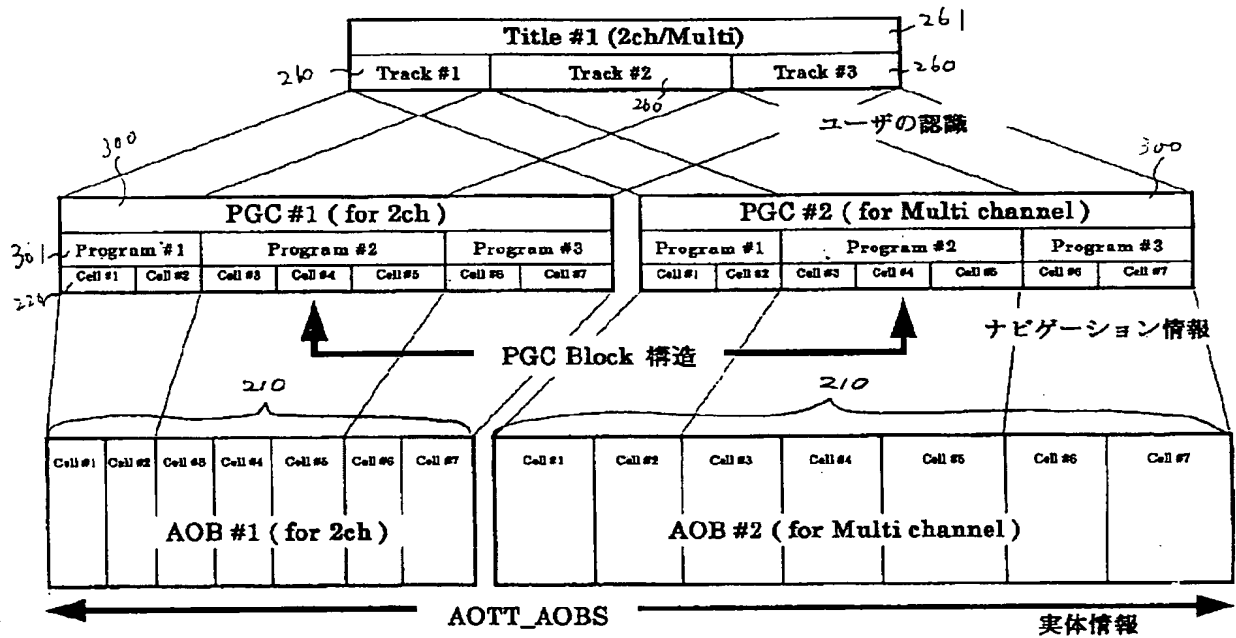 Title #1 (2ch/Multi)
261
260
Track #1
Track #2
Track #3
260
260
ユーザの認識
300
300
PGC #1 ( for 2ch )
PGC #2 ( for Multi channel )
301
Program #1
Program #2
Program #3
Program #1
Program #2
Program #3
Cell #1
Cell #2
Cell #3
Cell #4
Cell #5
Cell #6
Cell #7
Cell #1
Cell #2
Cell #3
Cell #4
Cell #5
Cell #6
Cell #7
ナビゲーション情報
PGC Block 構造
210
210
Cell #1
Cell #2
Cell #3
Cell #4
Cell #5
Cell #6
Cell #7
Cell #1
Cell #2
Cell #3
Cell #4
Cell #5
Cell #6
Cell #7
AOB #1 ( for 2ch )
AOB #2 ( for Multi channel )
AOTT_AOBS
実体情報